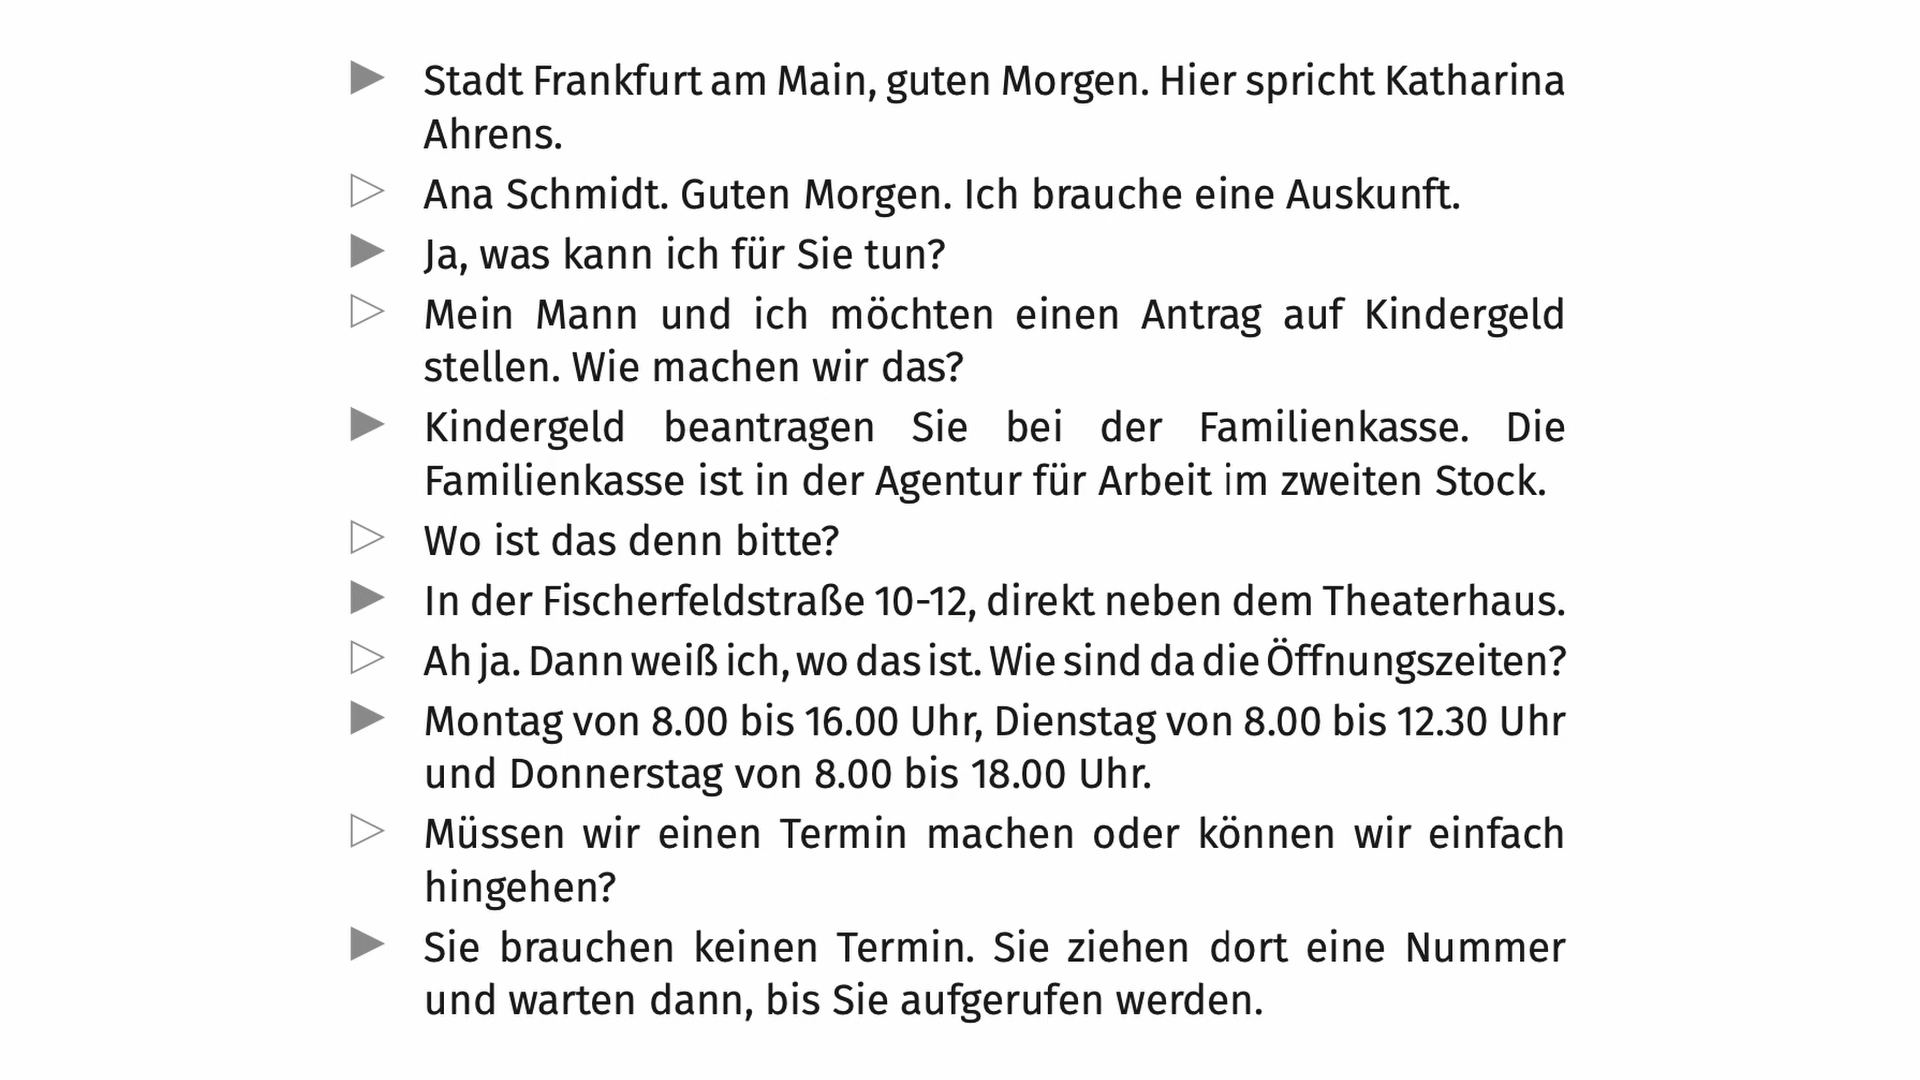 ▶ Stadt Frankfurt am Main, guten Morgen. Hier spricht Katharina
Ahrens.
▷ Ana Schmidt. Guten Morgen. Ich brauche eine Auskunft.
▶ Ja, was kann ich für Sie tun?
▷ Mein Mann und ich möchten einen Antrag auf Kindergeld
stellen. Wie machen wir das?
▶ Kindergeld beantragen Sie bei der Familienkasse. Die
Familienkasse ist in der Agentur für Arbeit im zweiten Stock.
▷ Wo ist das denn bitte?
▶ In der Fischerfeldstraße 10-12, direkt neben dem Theaterhaus.
▷ Ah ja. Dann weiß ich, wo das ist. Wie sind da die Öffnungszeiten?
▶ Montag von 8.00 bis 16.00 Uhr, Dienstag von 8.00 bis 12.30 Uhr
und Donnerstag von 8.00 bis 18.00 Uhr.
▷ Müssen wir einen Termin machen oder können wir einfach
hingehen?
▶ Sie brauchen keinen Termin. Sie ziehen dort eine Nummer
und warten dann, bis Sie aufgerufen werden.